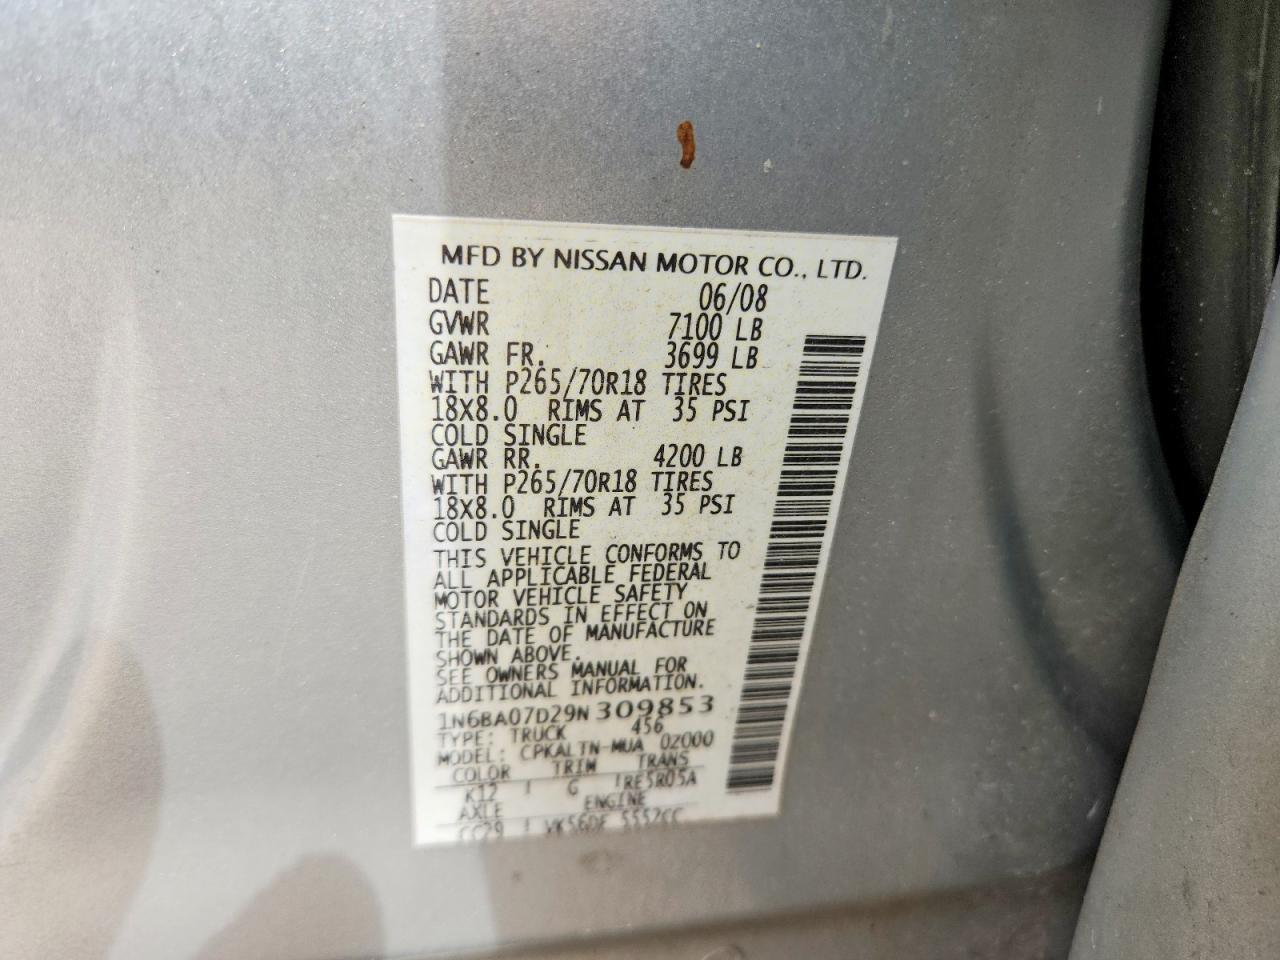 MFD BY NISSAN MOTOR CO., LTD.
DATE 06/08
GVWR 7100 LB
GAWR FR. 3699 LB
WITH P265/70R18 TIRES
18X8.0 RIMS AT 35 PSI
COLD SINGLE
GAWR RR. 4200 LB
WITH P265/70R18 TIRES
18X8.0 RIMS AT 35 PSI
COLD SINGLE
THIS VEHICLE CONFORMS TO
ALL APPLICABLE FEDERAL
MOTOR VEHICLE SAFETY
STANDARDS IN EFFECT ON
THE DATE OF MANUFACTURE
SHOWN ABOVE.
SEE OWNERS MANUAL FOR
ADDITIONAL INFORMATION.
1N6BA07D29N309853
TYPE: TRUCK 456
MODEL: CPKALTN-MUA 02000
COLOR TRIM TRANS
K12 G RE5R05A
AXLE ENGINE
CC29 VK56DE 5552CC